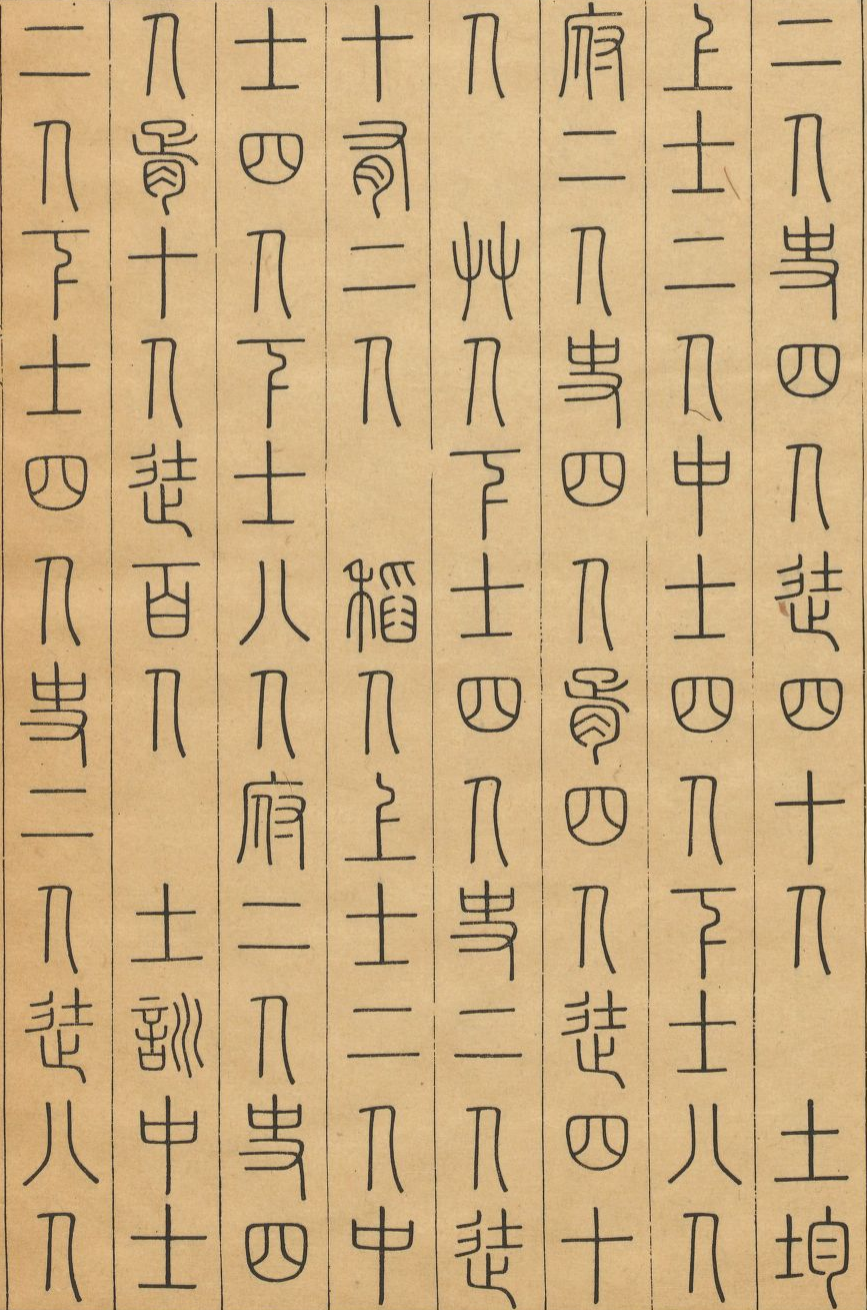 二人史四人徒四十人　土均
上士二人中士四人下士八人
府二人史四人胥四人徒四十
人　艸人下士四人史二人徒
十有二人　稻人上士二人中
士四人下士八人府二人史四
人胥十人徒百人　土訓中士
二人下士四人史二人徒八人